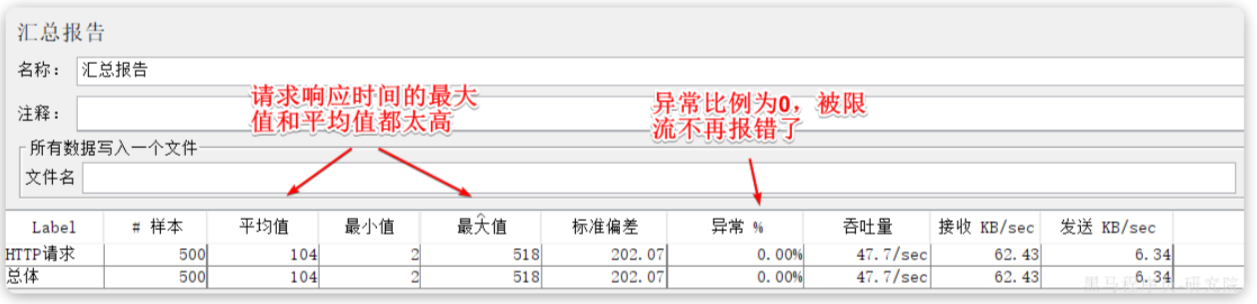 汇总报告
名称： 汇总报告
请求响应时间的最大
值和平均值都太高
异常比例为0，被限
流不再报错了
注释：
所有数据写入一个文件
文件名
Label # 样本 平均值 最小值 最大值 标准偏差 异常 % 吞吐量 接收 KB/sec 发送 KB/sec
HTTP请求 500 104 2 518 202.07 0.00% 47.7/sec 62.43 6.34
总体 500 104 2 518 202.07 0.00% 47.7/sec 62.43 6.34
黑马程序员-研究院